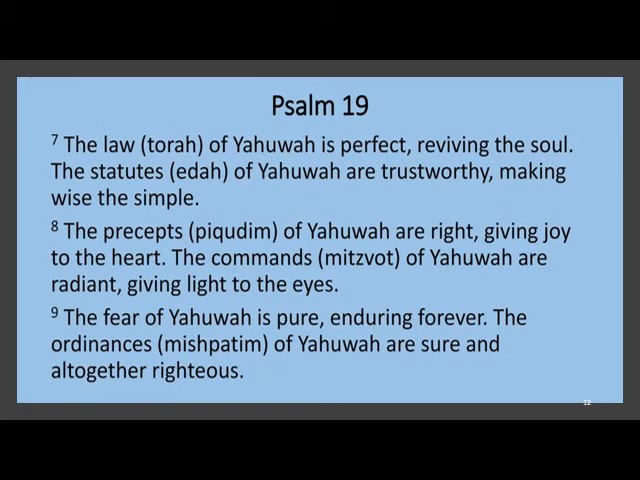 Psalm 19
7 The law (torah) of Yahuwah is perfect, reviving the soul.
The statutes (edah) of Yahuwah are trustworthy, making
wise the simple.
8 The precepts (piqudim) of Yahuwah are right, giving joy
to the heart. The commands (mitzvot) of Yahuwah are
radiant, giving light to the eyes.
9 The fear of Yahuwah is pure, enduring forever. The
ordinances (mishpatim) of Yahuwah are sure and
altogether righteous.
12